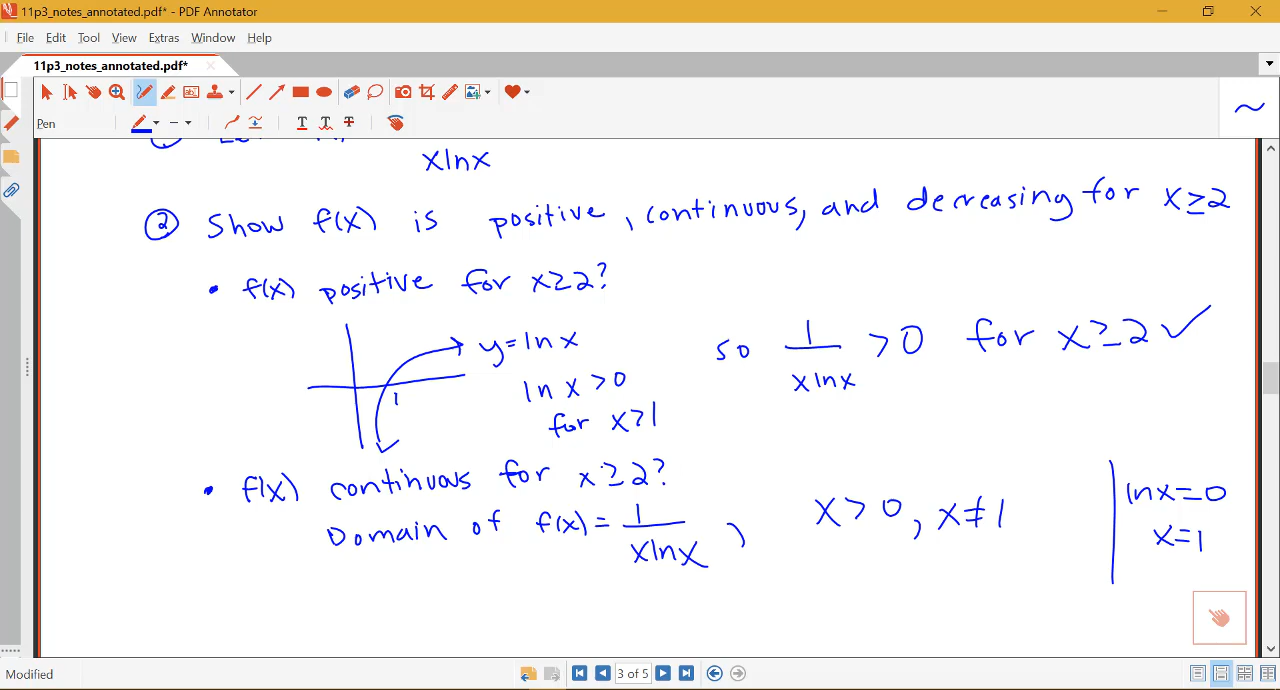 11p3_notes_annotated.pdf* - PDF Annotator
File Edit Tool View Extras Window Help
11p3_notes_annotated.pdf*
Pen
xlnx
② Show f(x) is positive, continuous, and decreasing for x≥2
• f(x) positive for x≥2?
y=lnx
so 1/(xlnx) >0 for x≥2 ✓
1
ln x >0
for x>1
• f(x) continuous for x≥2?
Domain of f(x) = 1/(xlnx) , x>0, x≠1
lnx=0
x=1
Modified
3 of 5